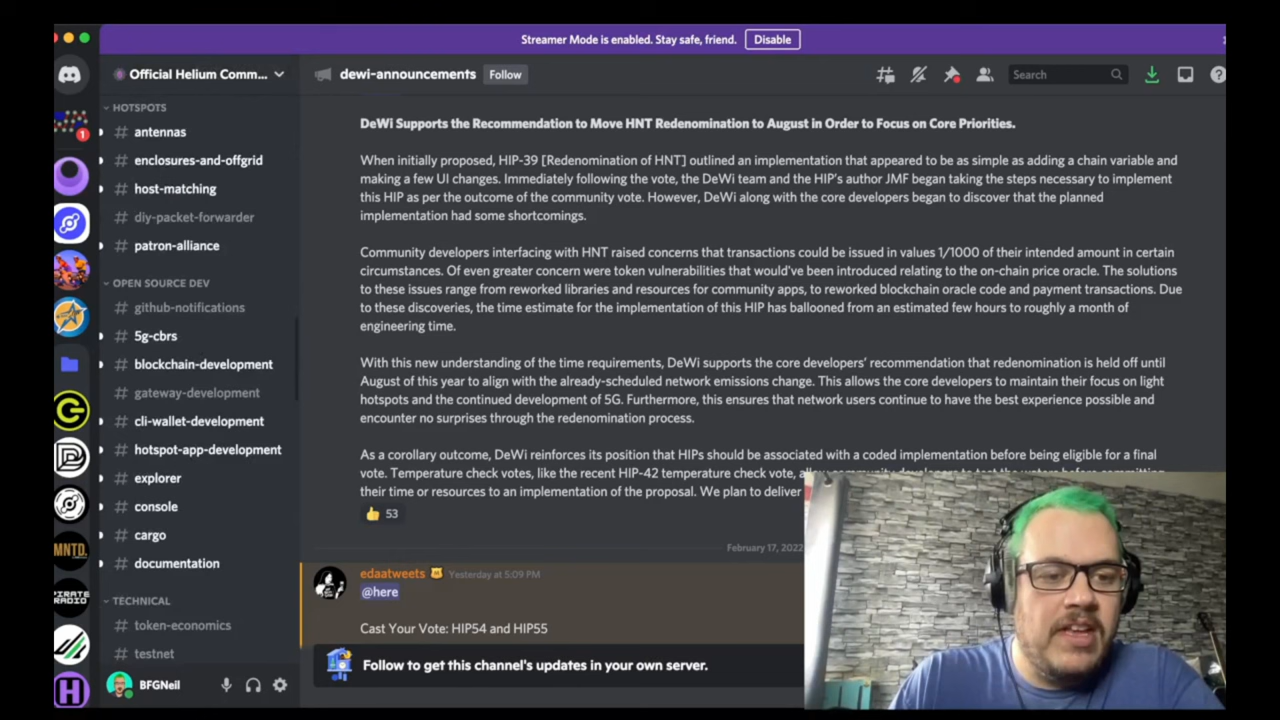 Streamer Mode is enabled. Stay safe, friend.
Disable
Official Helium Comm...
dewi-announcements
Follow
Search
HOTSPOTS
# antennas
# enclosures-and-offgrid
# host-matching
# diy-packet-forwarder
# patron-alliance
OPEN SOURCE DEV
# github-notifications
# 5g-cbrs
# blockchain-development
# gateway-development
# cli-wallet-development
# hotspot-app-development
# explorer
# console
# cargo
# documentation
TECHNICAL
# token-economics
# testnet
BFGNeil
1
MNTD.
PIRATE
RADIO
DeWi Supports the Recommendation to Move HNT Redenomination to August in Order to Focus on Core Priorities.
When initially proposed, HIP-39 [Redenomination of HNT] outlined an implementation that appeared to be as simple as adding a chain variable and
making a few UI changes. Immediately following the vote, the DeWi team and the HIP's author JMF began taking the steps necessary to implement
this HIP as per the outcome of the community vote. However, DeWi along with the core developers began to discover that the planned
implementation had some shortcomings.
Community developers interfacing with HNT raised concerns that transactions could be issued in values 1/1000 of their intended amount in certain
circumstances. Of even greater concern were token vulnerabilities that would've been introduced relating to the on-chain price oracle. The solutions
to these issues range from reworked libraries and resources for community apps, to reworked blockchain oracle code and payment transactions. Due
to these discoveries, the time estimate for the implementation of this HIP has ballooned from an estimated few hours to roughly a month of
engineering time.
With this new understanding of the time requirements, DeWi supports the core developers' recommendation that redenomination is held off until
August of this year to align with the already-scheduled network emissions change. This allows the core developers to maintain their focus on light
hotspots and the continued development of 5G. Furthermore, this ensures that network users continue to have the best experience possible and
encounter no surprises through the redenomination process.
As a corollary outcome, DeWi reinforces its position that HIPs should be associated with a coded implementation before being eligible for a final
vote. Temperature check votes, like the recent HIP-42 temperature check vote,
their time or resources to an implementation of the proposal. We plan to deliver
53
February 17, 2022
edaatweets Yesterday at 5:09 PM
@here
Cast Your Vote: HIP54 and HIP55
Follow to get this channel's updates in your own server.